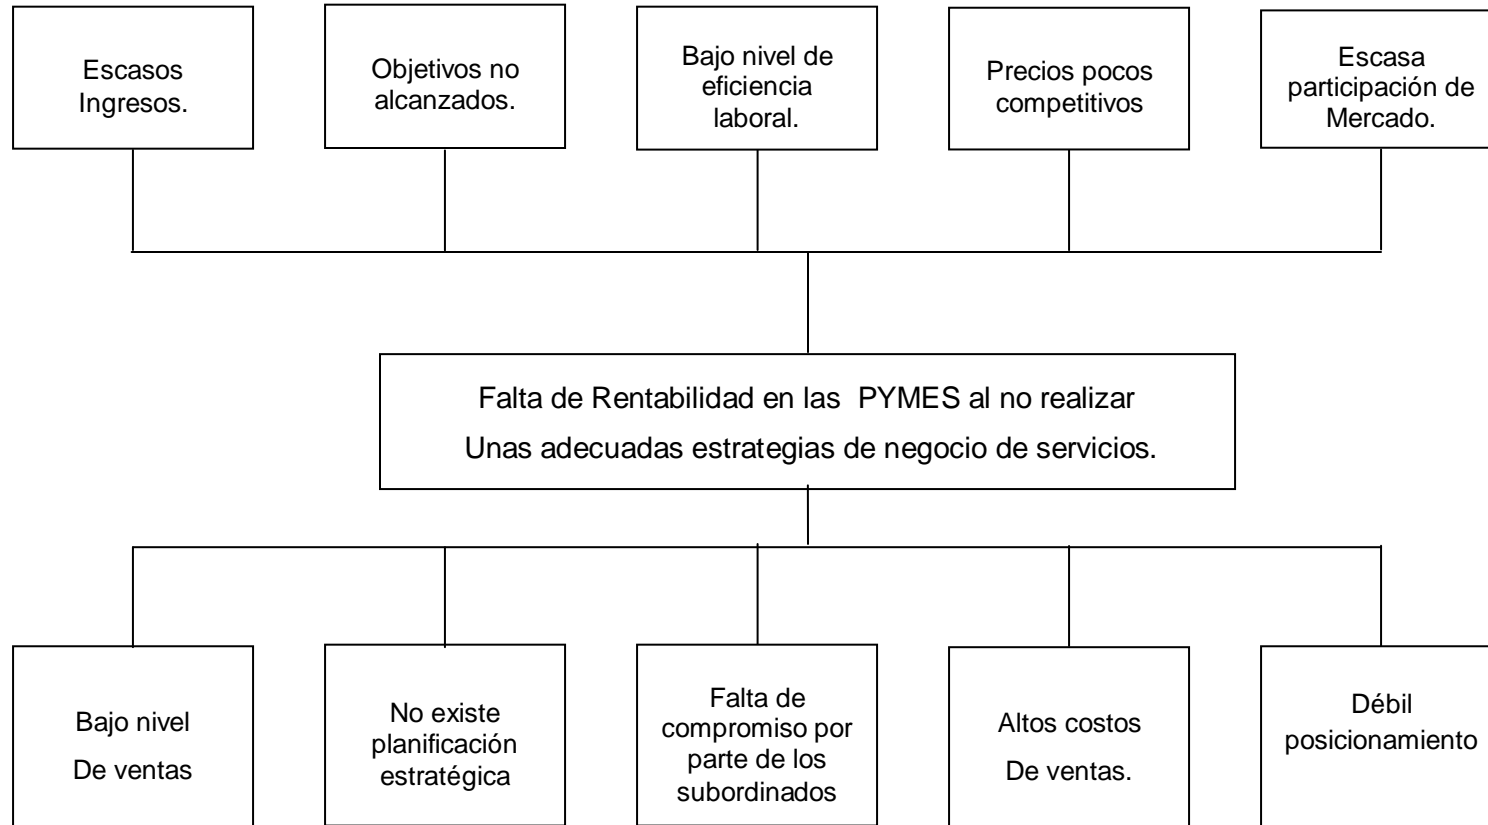 Escasos
Ingresos.
Objetivos no
alcanzados.
Bajo nivel de
eficiencia
laboral.
Precios pocos
competitivos
Escasa
participación de
Mercado.
Falta de Rentabilidad en las  PYMES al no realizar
Unas adecuadas estrategias de negocio de servicios.
Bajo nivel
De ventas
No existe
planificación
estratégica
Falta de
compromiso por
parte de los
subordinados
Altos costos
De ventas.
Débil
posicionamiento